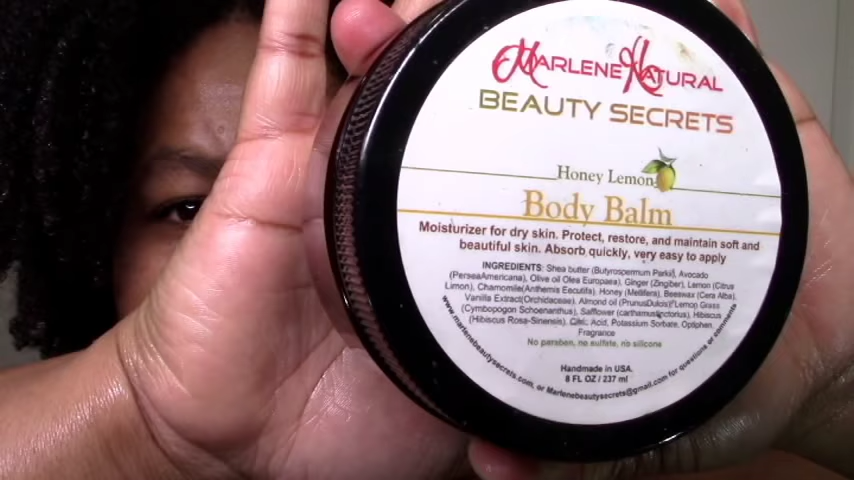 MARLENE NATURAL
BEAUTY SECRETS
Honey Lemon
Body Balm
Moisturizer for dry skin. Protect, restore, and maintain soft and
beautiful skin. Absorb quickly, very easy to apply
INGREDIENTS: Shea butter (Butyrospermum Parkii), Avocado
(PerseaAmericana), Olive oil Olea Europaea), Ginger (Zingiber), Lemon (Citrus
Limon), Chamomile(Anthemis Eecutifa), Honey (Mellifera), Beeswax (Cera Alba),
Vanilla Extract(Orchidaceae), Almond oil (PrunusDulcis) Lemon Grass
(Cymbopogon Schoenanthus), Safflower (carthamustinctorius), Hibiscus
(Hibiscus Rosa-Sinensis). Citric Acid, Potassium Sorbate, Optiphen,
Fragrance
No paraben, no sulfate, no silicone
Handmade in USA.
8 FL OZ / 237 ml
www.marlenebeautysecrets.com, or Marlenebeautysecrets@gmail.com for questions or comments